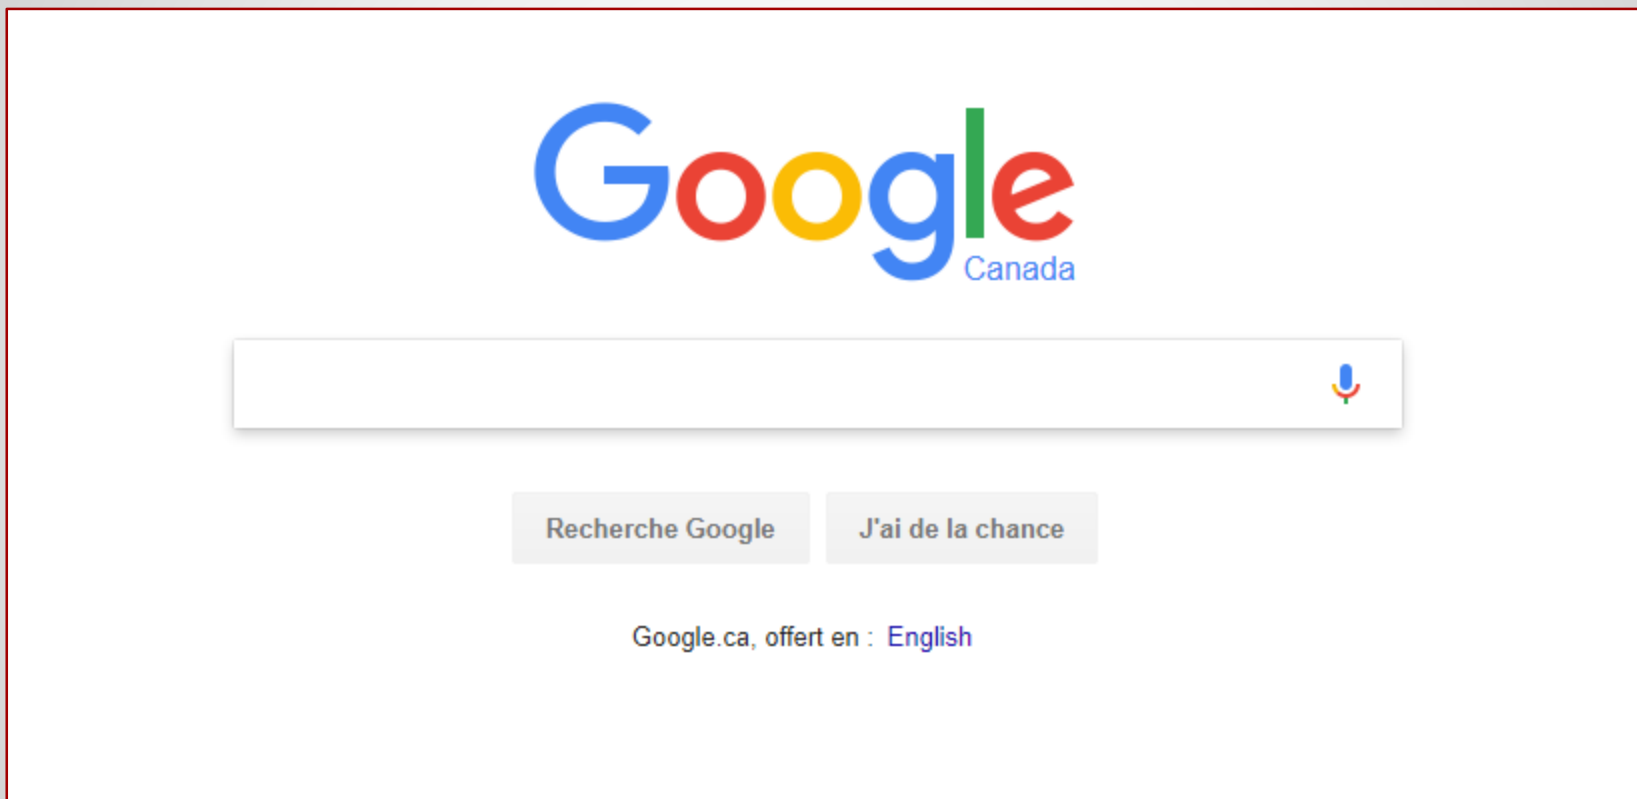 Google
Canada
Recherche Google
J'ai de la chance
Google.ca, offert en : English